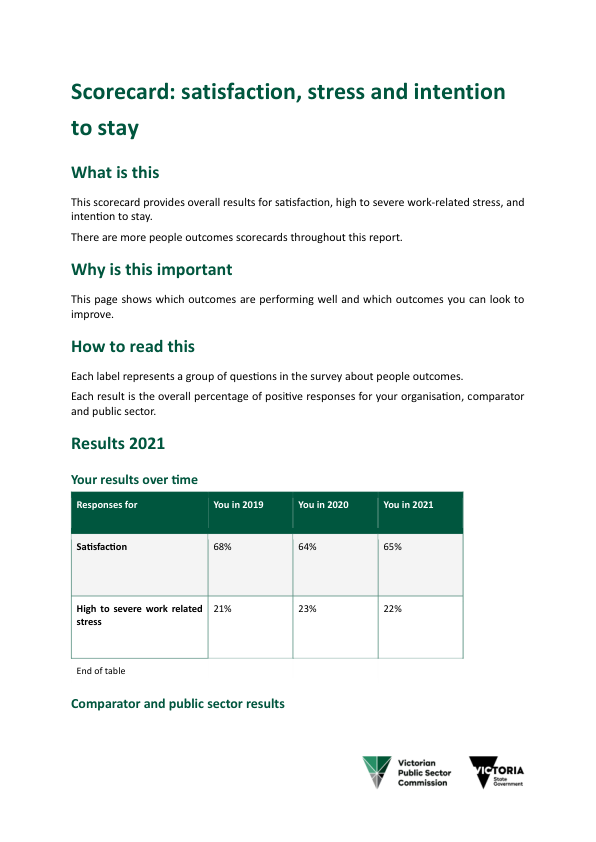 Scorecard: satisfaction, stress and intention
to stay
What is this
This scorecard provides overall results for satisfaction, high to severe work-related stress, and
intention to stay.
There are more people outcomes scorecards throughout this report.
Why is this important
This page shows which outcomes are performing well and which outcomes you can look to
improve.
How to read this
Each label represents a group of questions in the survey about people outcomes.
Each result is the overall percentage of positive responses for your organisation, comparator
and public sector.
Results 2021
Your results over time
Responses for You in 2019 You in 2020 You in 2021
Satisfaction 68% 64% 65%
High to severe work related 21% 23% 22%
stress
End of table
Comparator and public sector results
Victorian
Public Sector
Commission
VICTORIA
State
Government